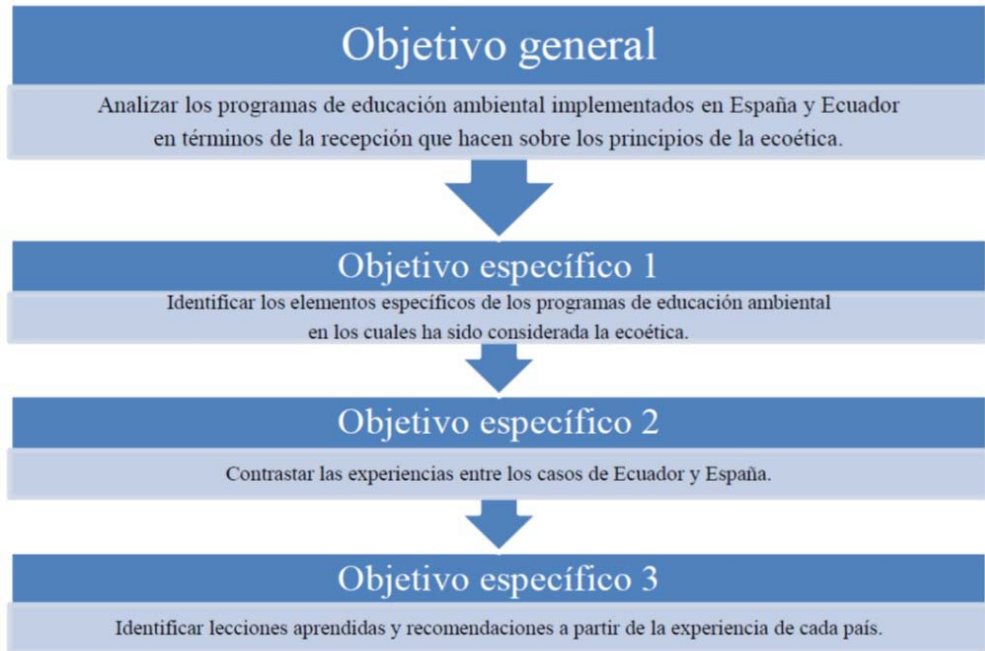 Objetivo general
Analizar los programas de educación ambiental implementados en España y Ecuador
en términos de la recepción que hacen sobre los principios de la ecoética.
Objetivo específico 1
Identificar los elementos específicos de los programas de educación ambiental
en los cuales ha sido considerada la ecoética.
Objetivo específico 2
Contrastar las experiencias entre los casos de Ecuador y España.
Objetivo específico 3
Identificar lecciones aprendidas y recomendaciones a partir de la experiencia de cada país.